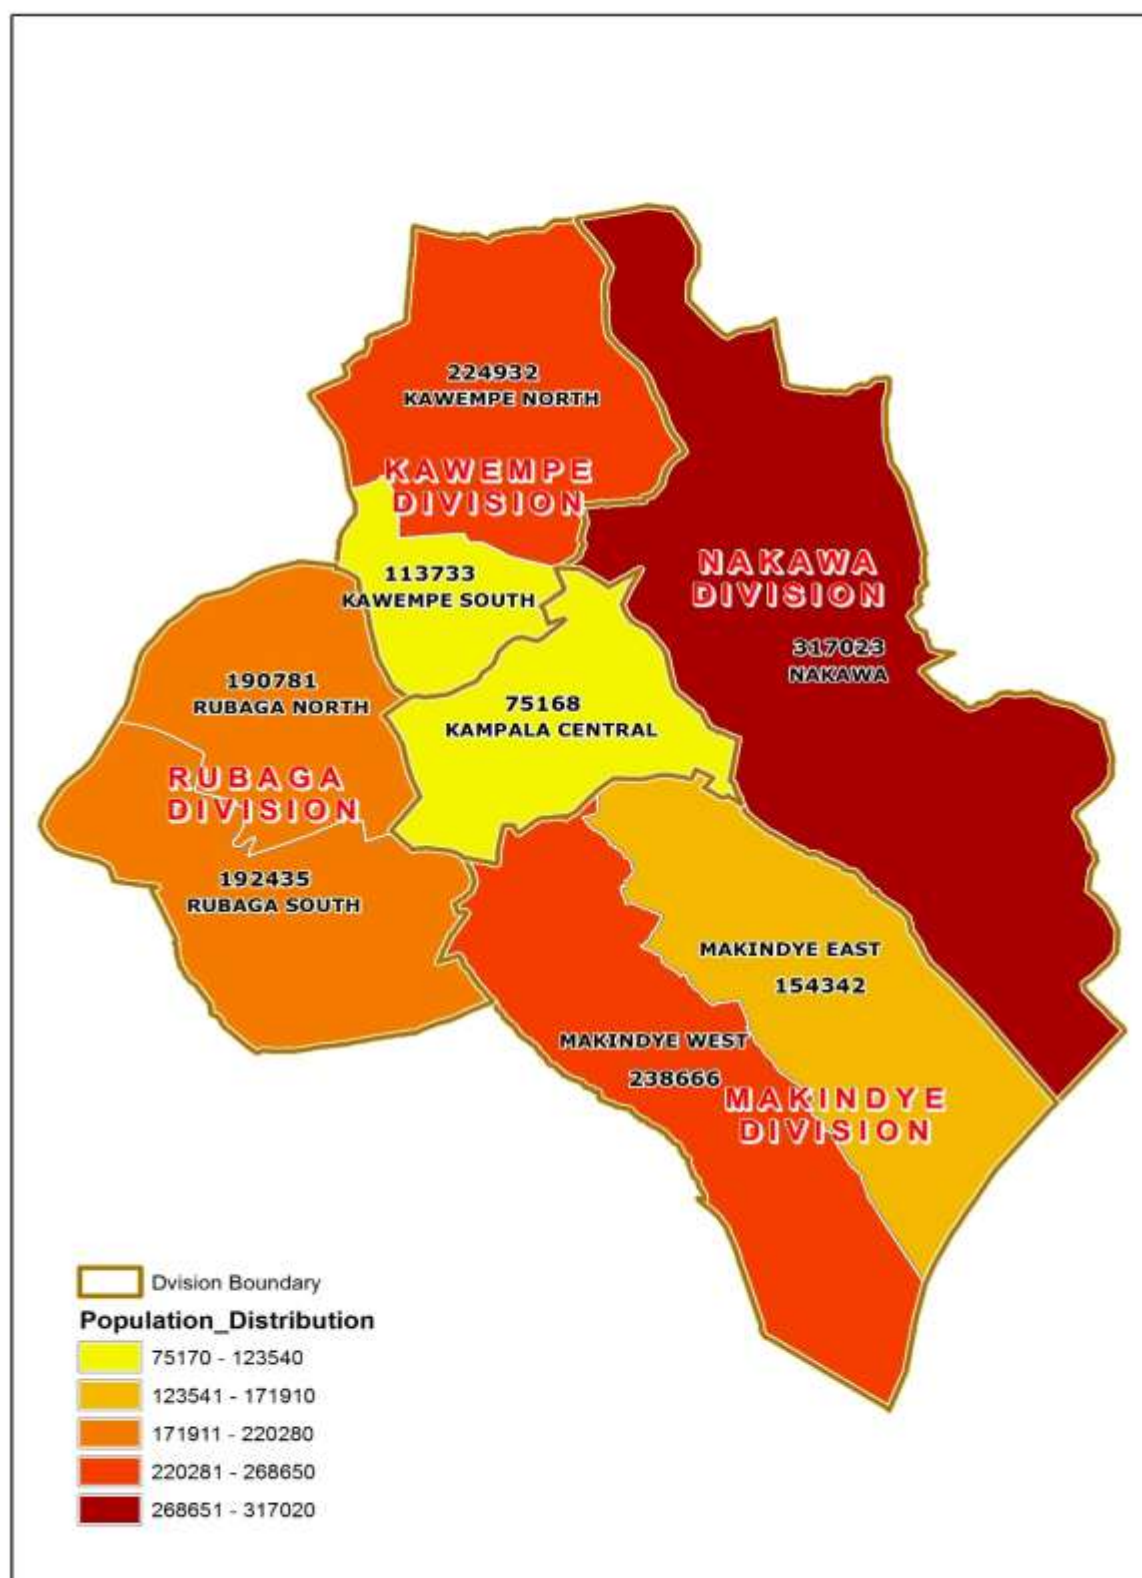 224932
KAWEMPE NORTH
KAWEMPE
DIVISION
113733
KAWEMPE SOUTH
NAKAWA
DIVISION
317023
NAKAWA
190781
RUBAGA NORTH
75168
KAMPALA CENTRAL
RUBAGA
DIVISION
192435
RUBAGA SOUTH
MAKINDYE EAST
154342
MAKINDYE WEST
238666
MAKINDYE
DIVISION
Dvision Boundary
Population_Distribution
75170 - 123540
123541 - 171910
171911 - 220280
220281 - 268650
268651 - 317020